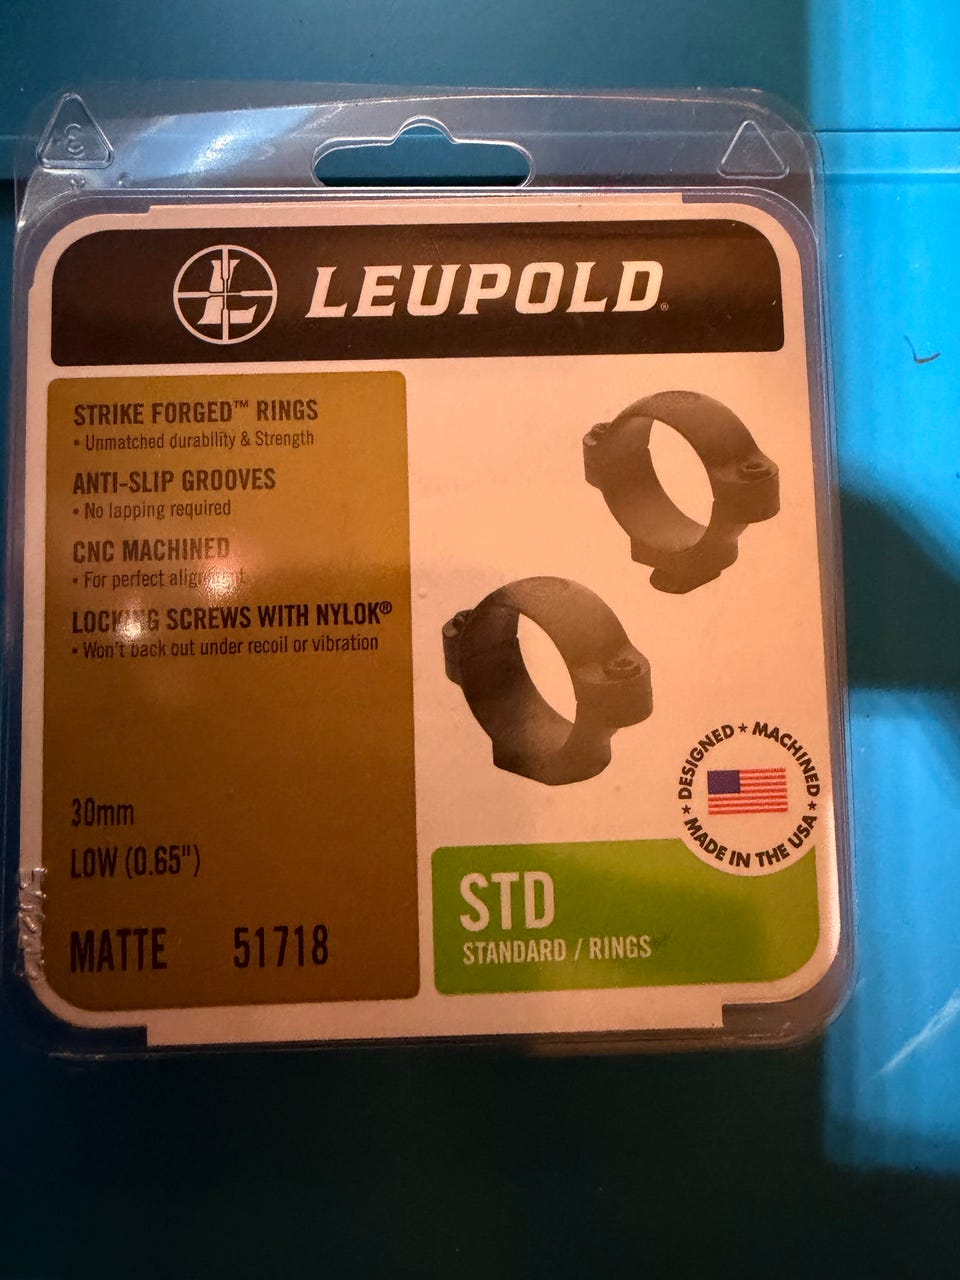 3
LEUPOLD®
STRIKE FORGED™ RINGS
• Unmatched durability & Strength
ANTI-SLIP GROOVES
• No lapping required
CNC MACHINED
• For perfect alignment
LOCKING SCREWS WITH NYLOK®
• Won't back out under recoil or vibration
30mm
LOW (0.65")
MATTE 51718
★ DESIGNED ★ MACHINED ★
MADE IN THE USA
STD
STANDARD / RINGS